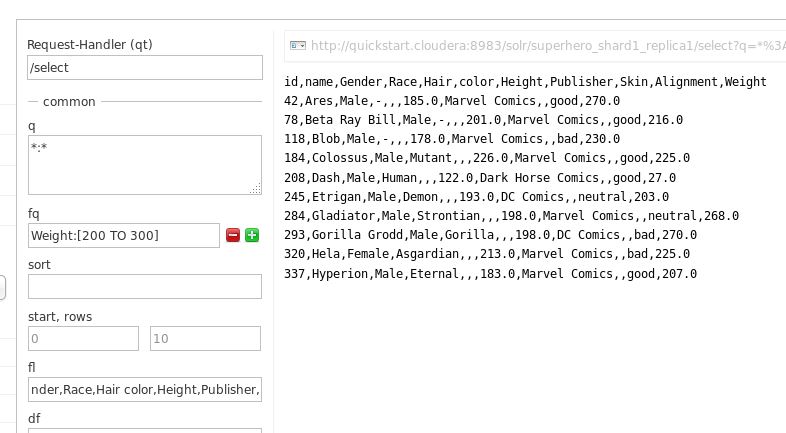 Request-Handler (qt)
/select
common
q
*:*
fq
Weight:[200 TO 300]
sort
start, rows
0
10
fl
nder,Race,Hair color,Height,Publisher,
df
http://quickstart.cloudera:8983/solr/superhero_shard1_replica1/select?q=*%3A
id,name,Gender,Race,Hair,color,Height,Publisher,Skin,Alignment,Weight
42,Ares,Male,-,,,185.0,Marvel Comics,,good,270.0
78,Beta Ray Bill,Male,-,,,201.0,Marvel Comics,,good,216.0
118,Blob,Male,-,,,178.0,Marvel Comics,,bad,230.0
184,Colossus,Male,Mutant,,,226.0,Marvel Comics,,good,225.0
208,Dash,Male,Human,,,122.0,Dark Horse Comics,,good,27.0
245,Etrigan,Male,Demon,,,193.0,DC Comics,,neutral,203.0
284,Gladiator,Male,Strontian,,,198.0,Marvel Comics,,neutral,268.0
293,Gorilla Grodd,Male,Gorilla,,,198.0,DC Comics,,bad,270.0
320,Hela,Female,Asgardian,,,213.0,Marvel Comics,,bad,225.0
337,Hyperion,Male,Eternal,,,183.0,Marvel Comics,,good,207.0